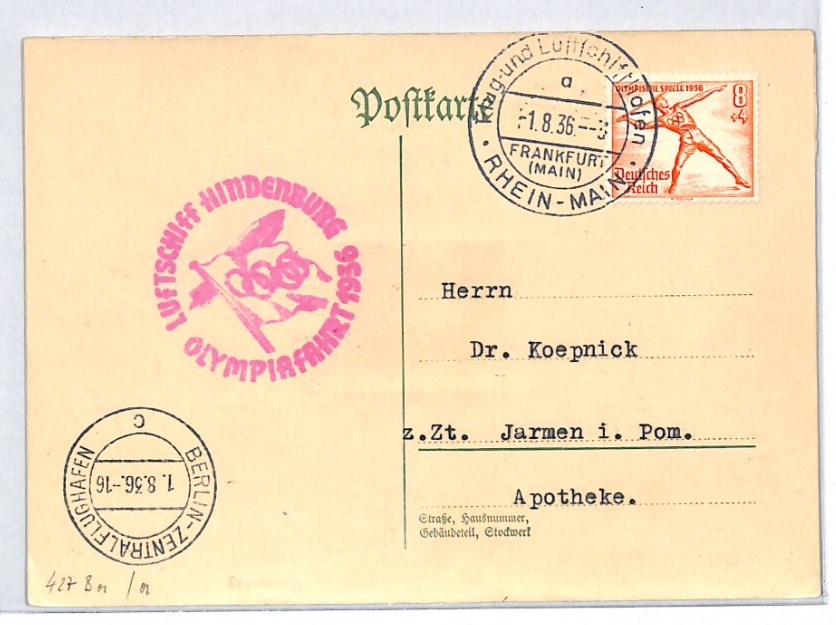 Postkarte
Flug-und Luftschiffhafen
a
-1.8.36.--3
FRANKFURT
(MAIN)
· RHEIN-MAIN ·
OLYMPISCHE SPIELE 1936
8
+4
Deutsches
Reich
LUFTSCHIFF HINDENBURG
OLYMPIAFAHRT 1936
Herrn
Dr. Koepnick
z.Zt. Jarmen i. Pom.
Apotheke.
Straße, Hausnummer,
Gebäudeteil, Stockwerk
BERLIN-ZENTRALFLUGHAFEN
1.8.36.-16
c
427 B